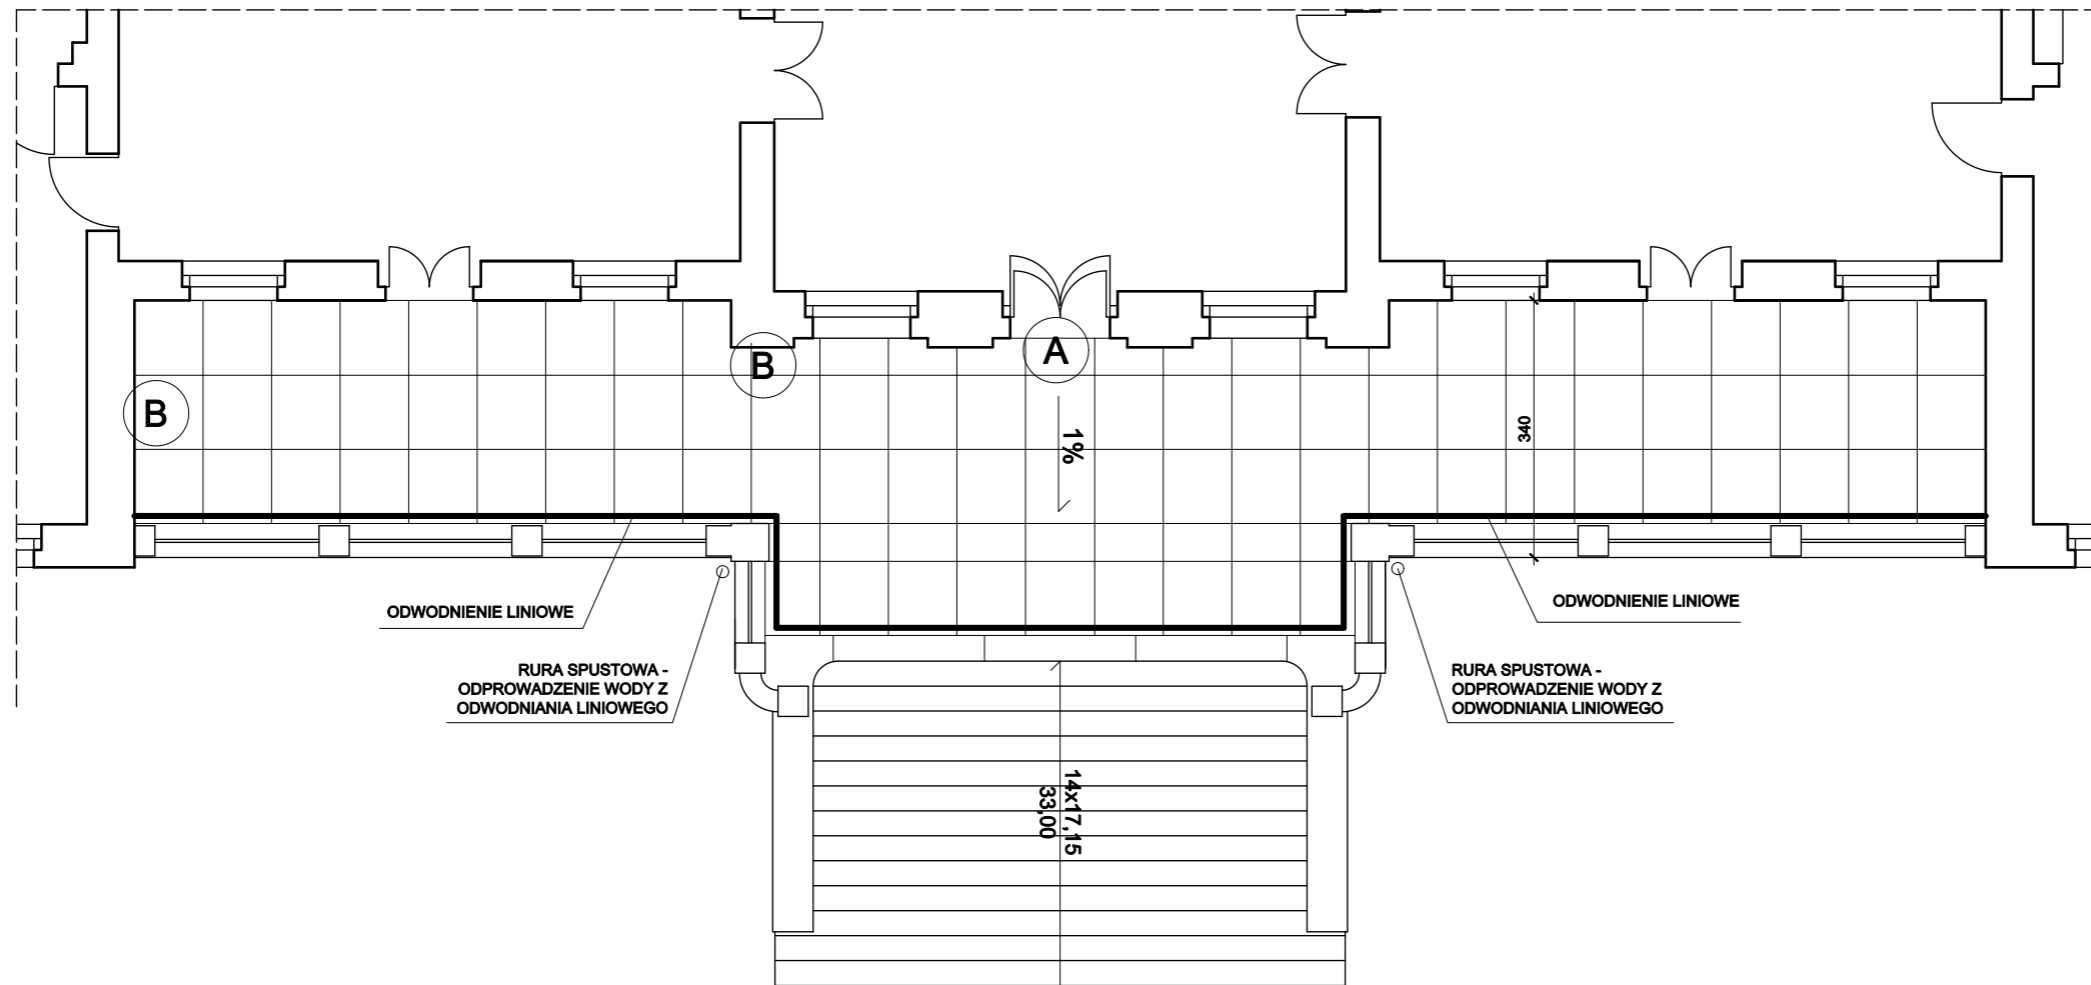 B
B
A
1%
340
ODWODNIENIE LINIOWE
ODWODNIENIE LINIOWE
RURA SPUSTOWA -
ODPROWADZENIE WODY Z
ODWODNIANIA LINIOWEGO
RURA SPUSTOWA -
ODPROWADZENIE WODY Z
ODWODNIANIA LINIOWEGO
14x17,15
33,00